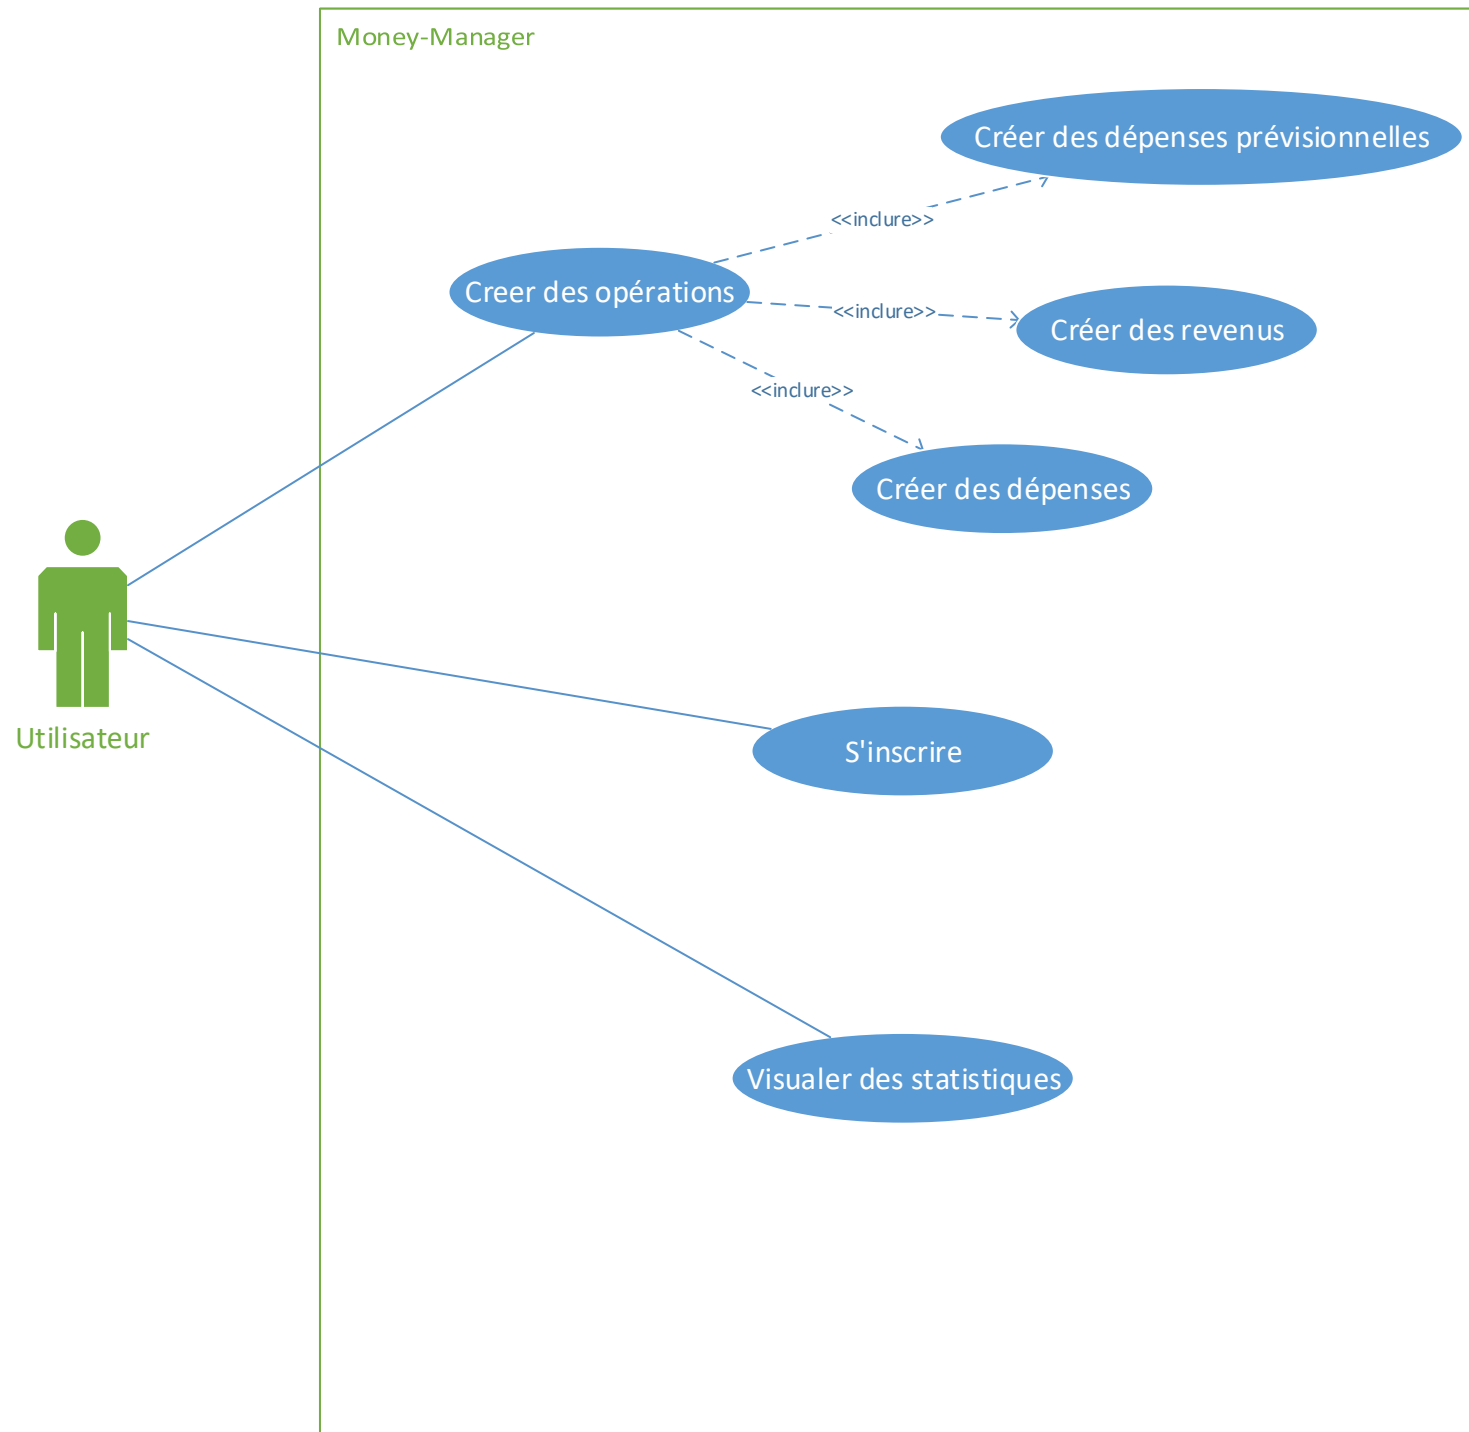 Money-Manager
Créer des dépenses prévisionnelles
<<inclure>>
Creer des opérations
<<inclure>>
Créer des revenus
<<inclure>>
Créer des dépenses
Utilisateur
S'inscrire
Visualer des statistiques